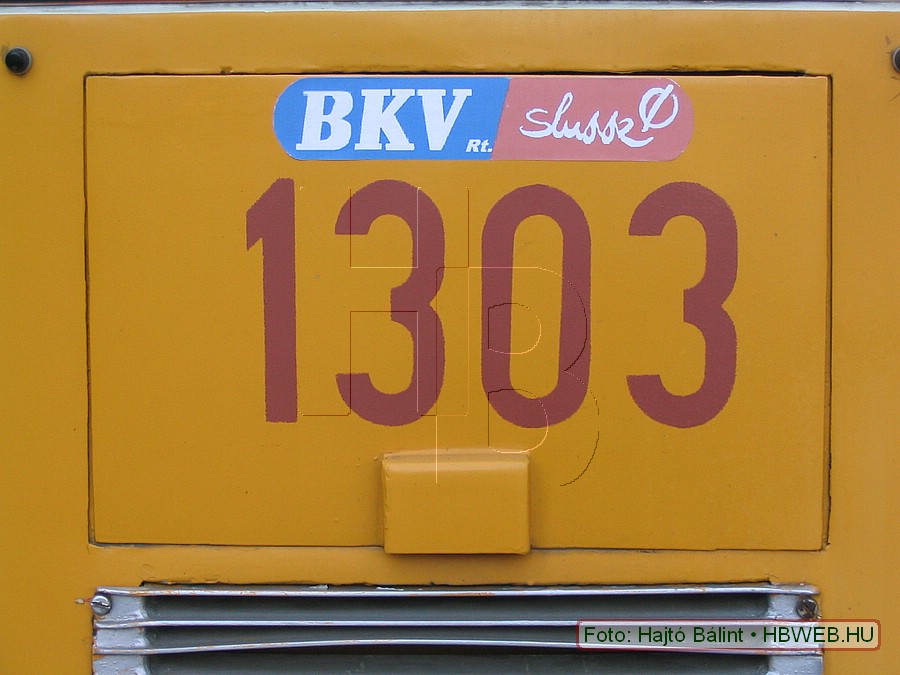 BKV Rt. slussz
1303
Foto: Hajtó Bálint • HBWEB.HU